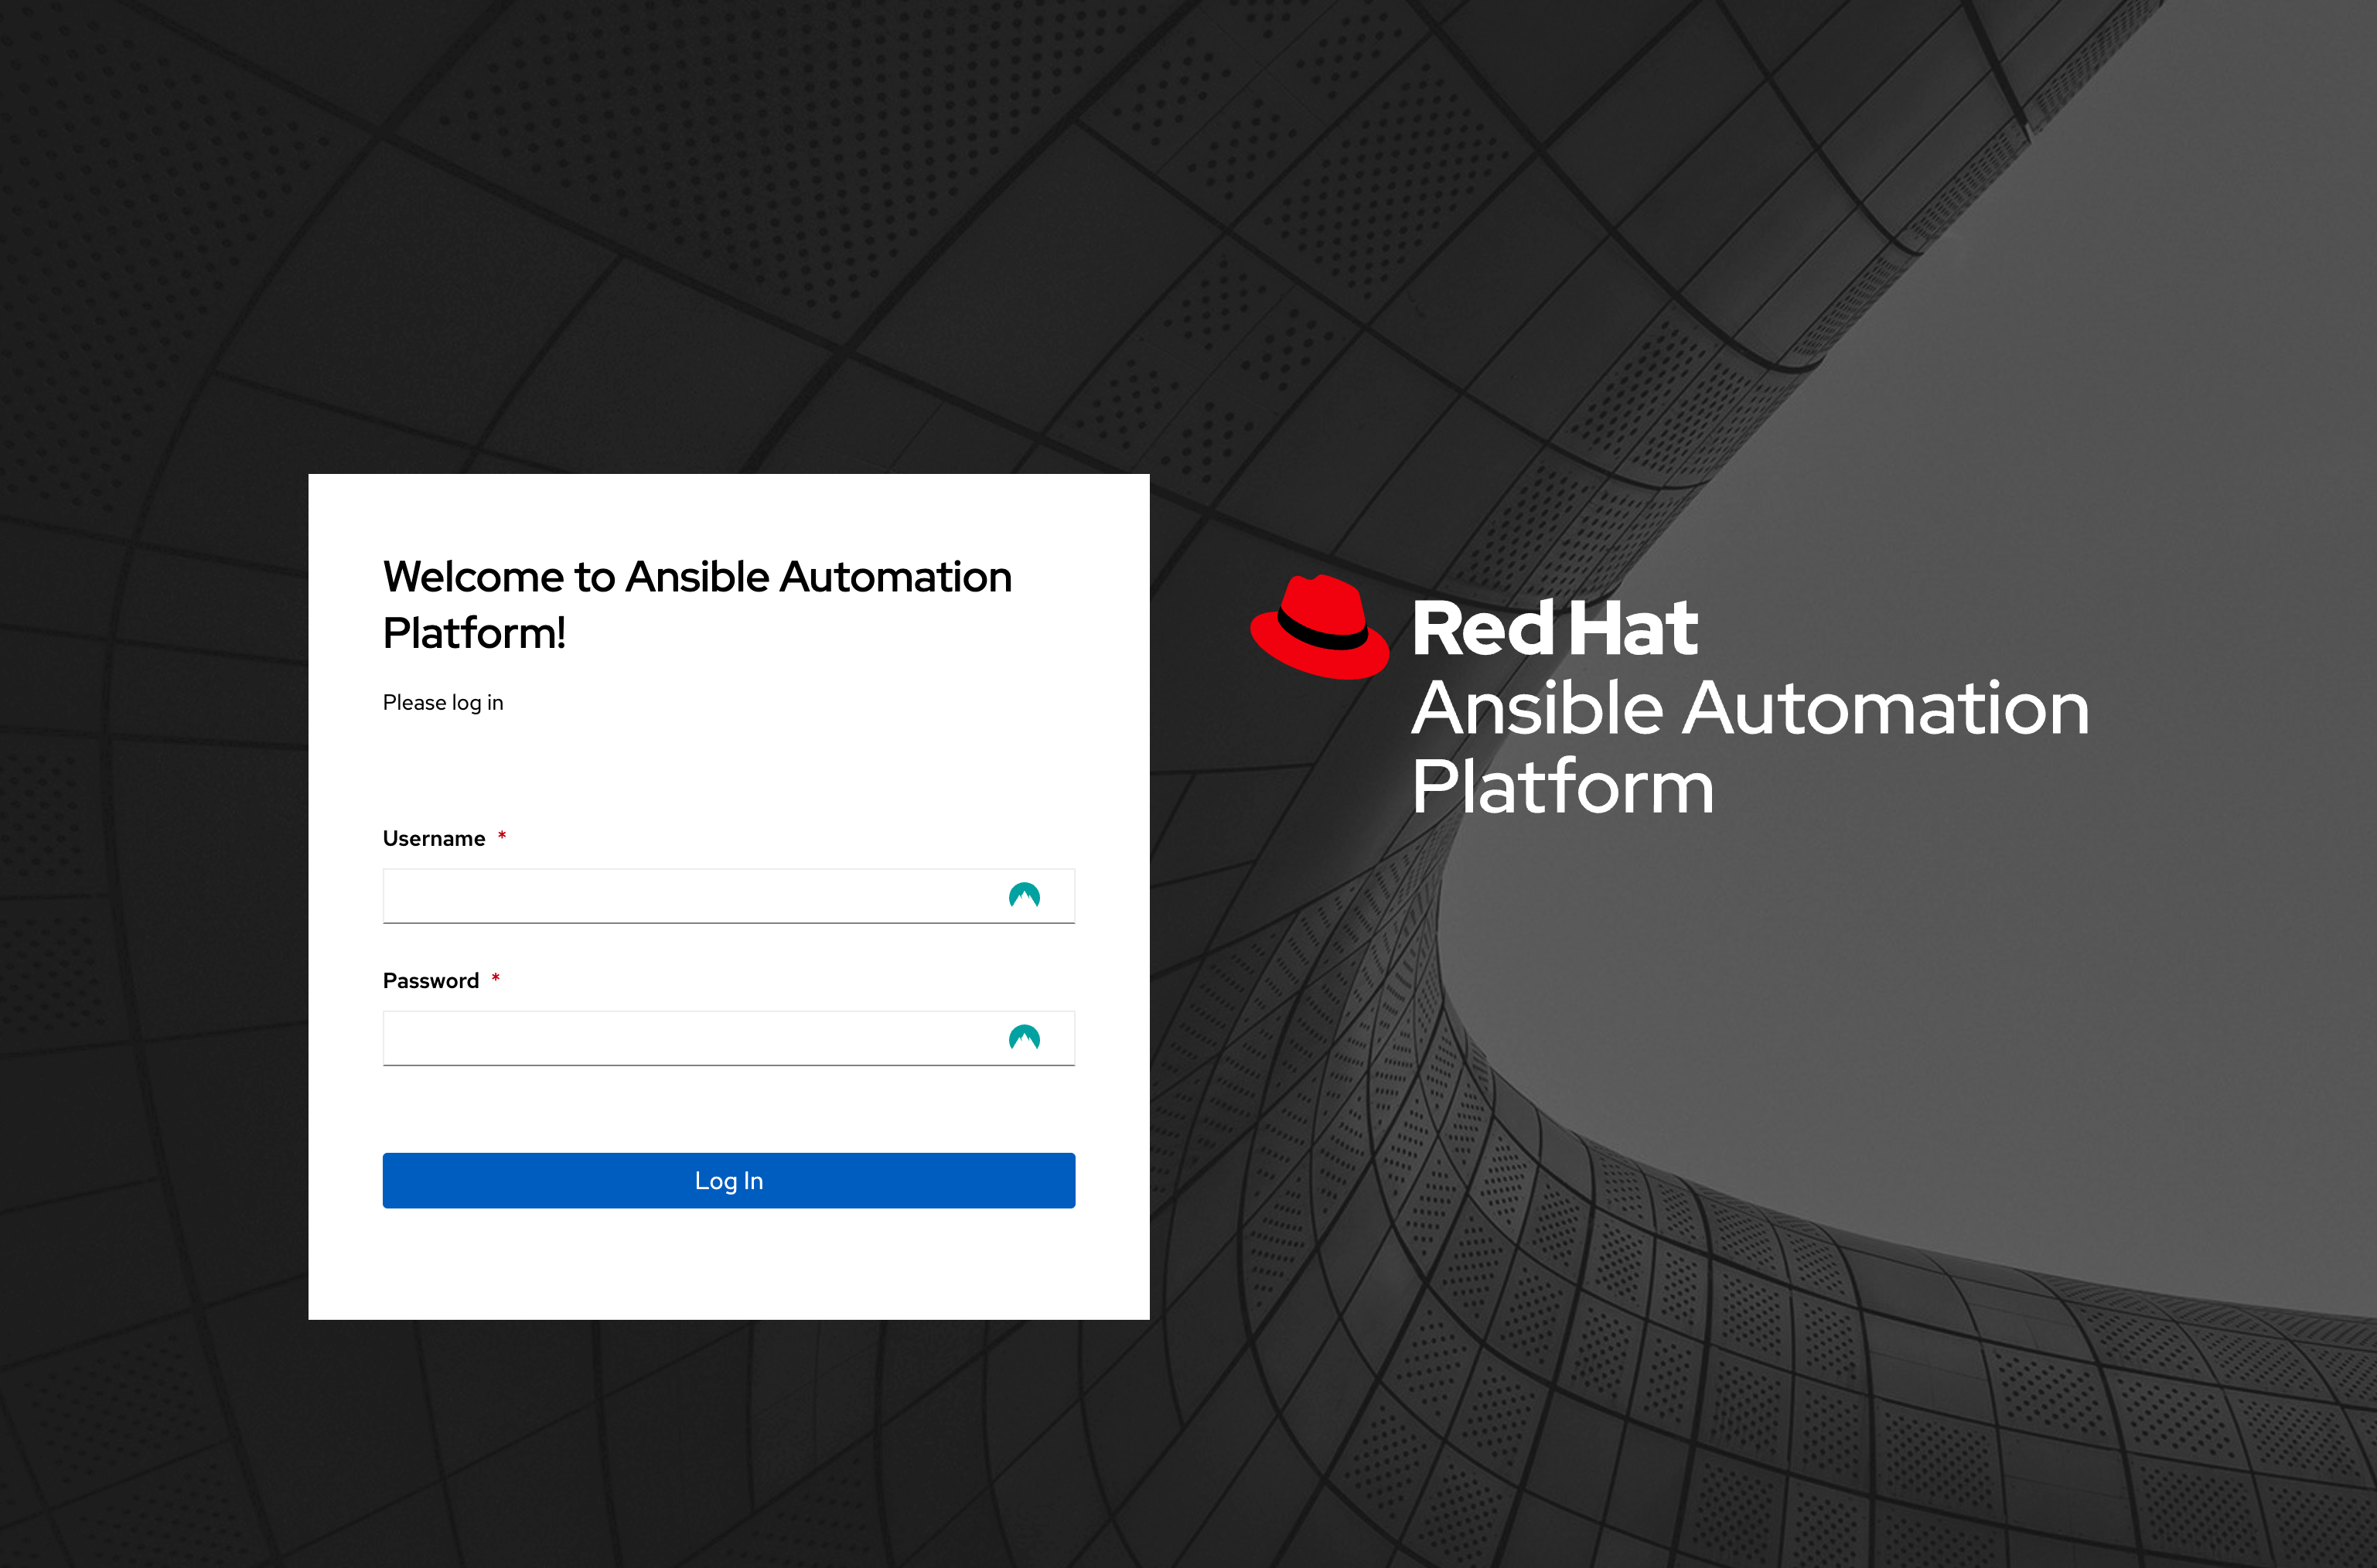 Welcome to Ansible Automation
Platform!
Please log in
Username *
Password *
Log In
Red Hat
Ansible Automation
Platform